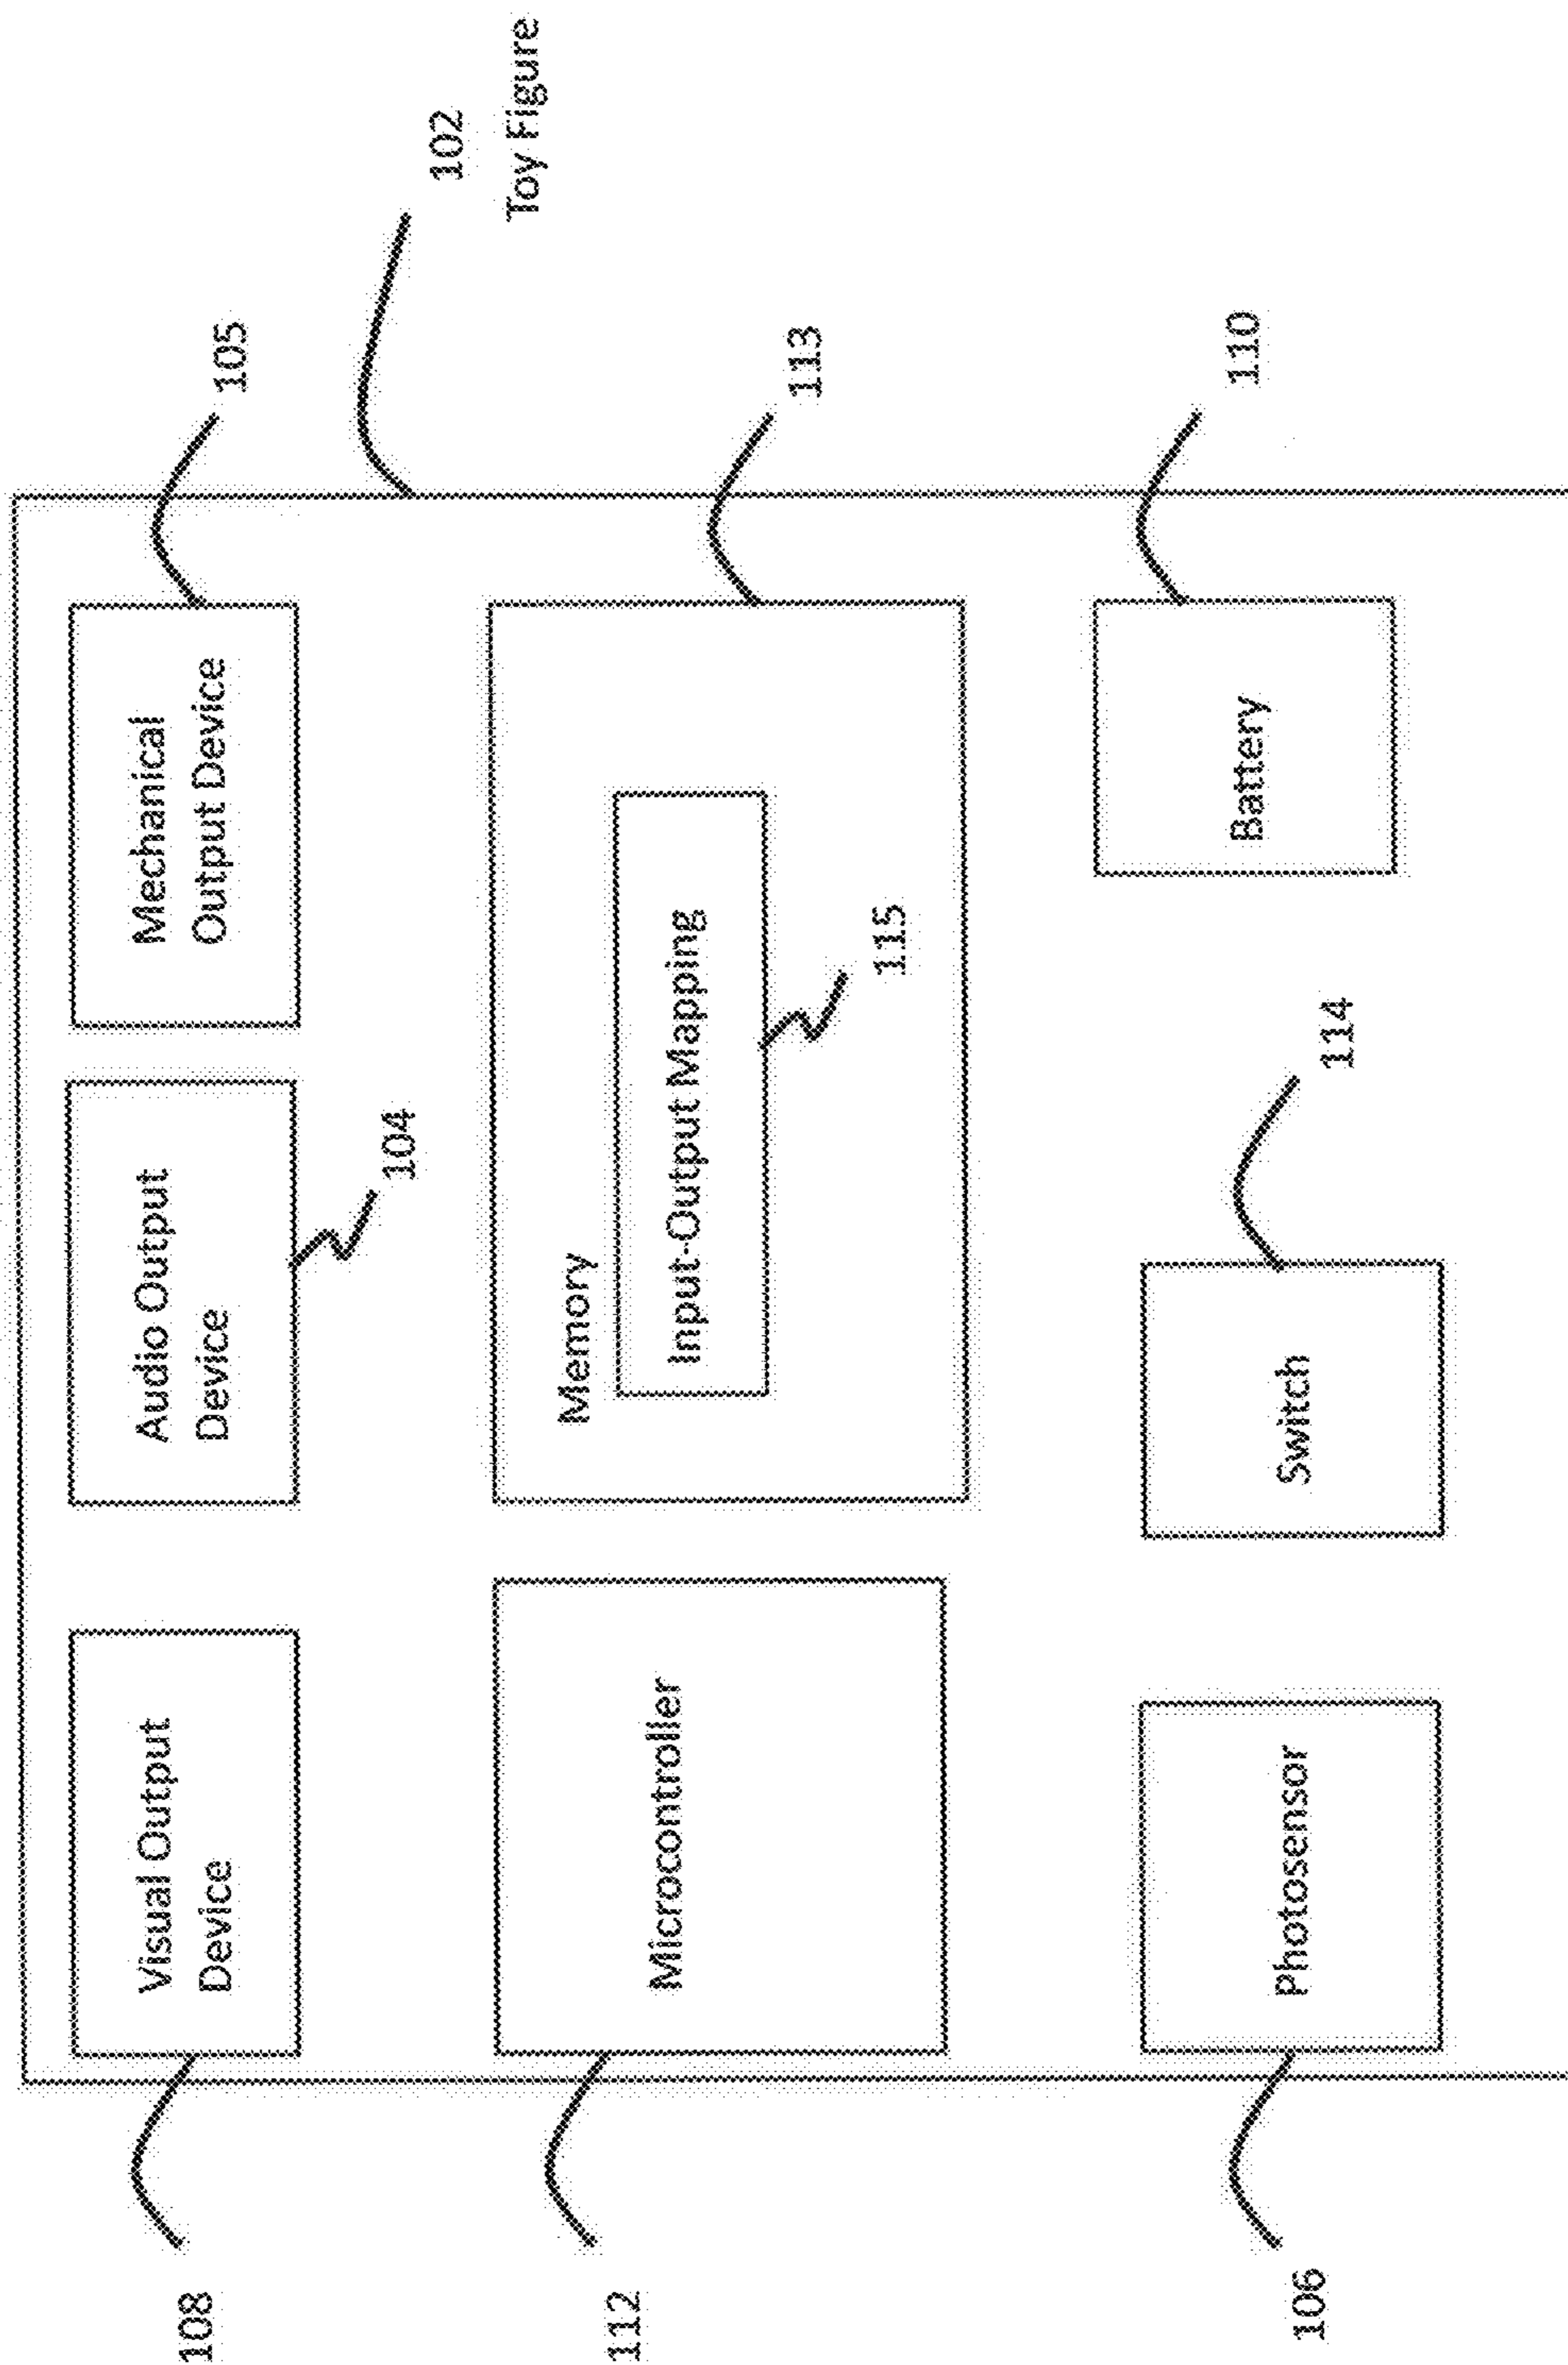 102
Toy Figure
108
Visual Output
Device
Audio Output
Device
104
Mechanical
Output Device
105
112
Microcontroller
Memory
Input-Output Mapping
115
113
106
Photosensor
Switch
114
Battery
110